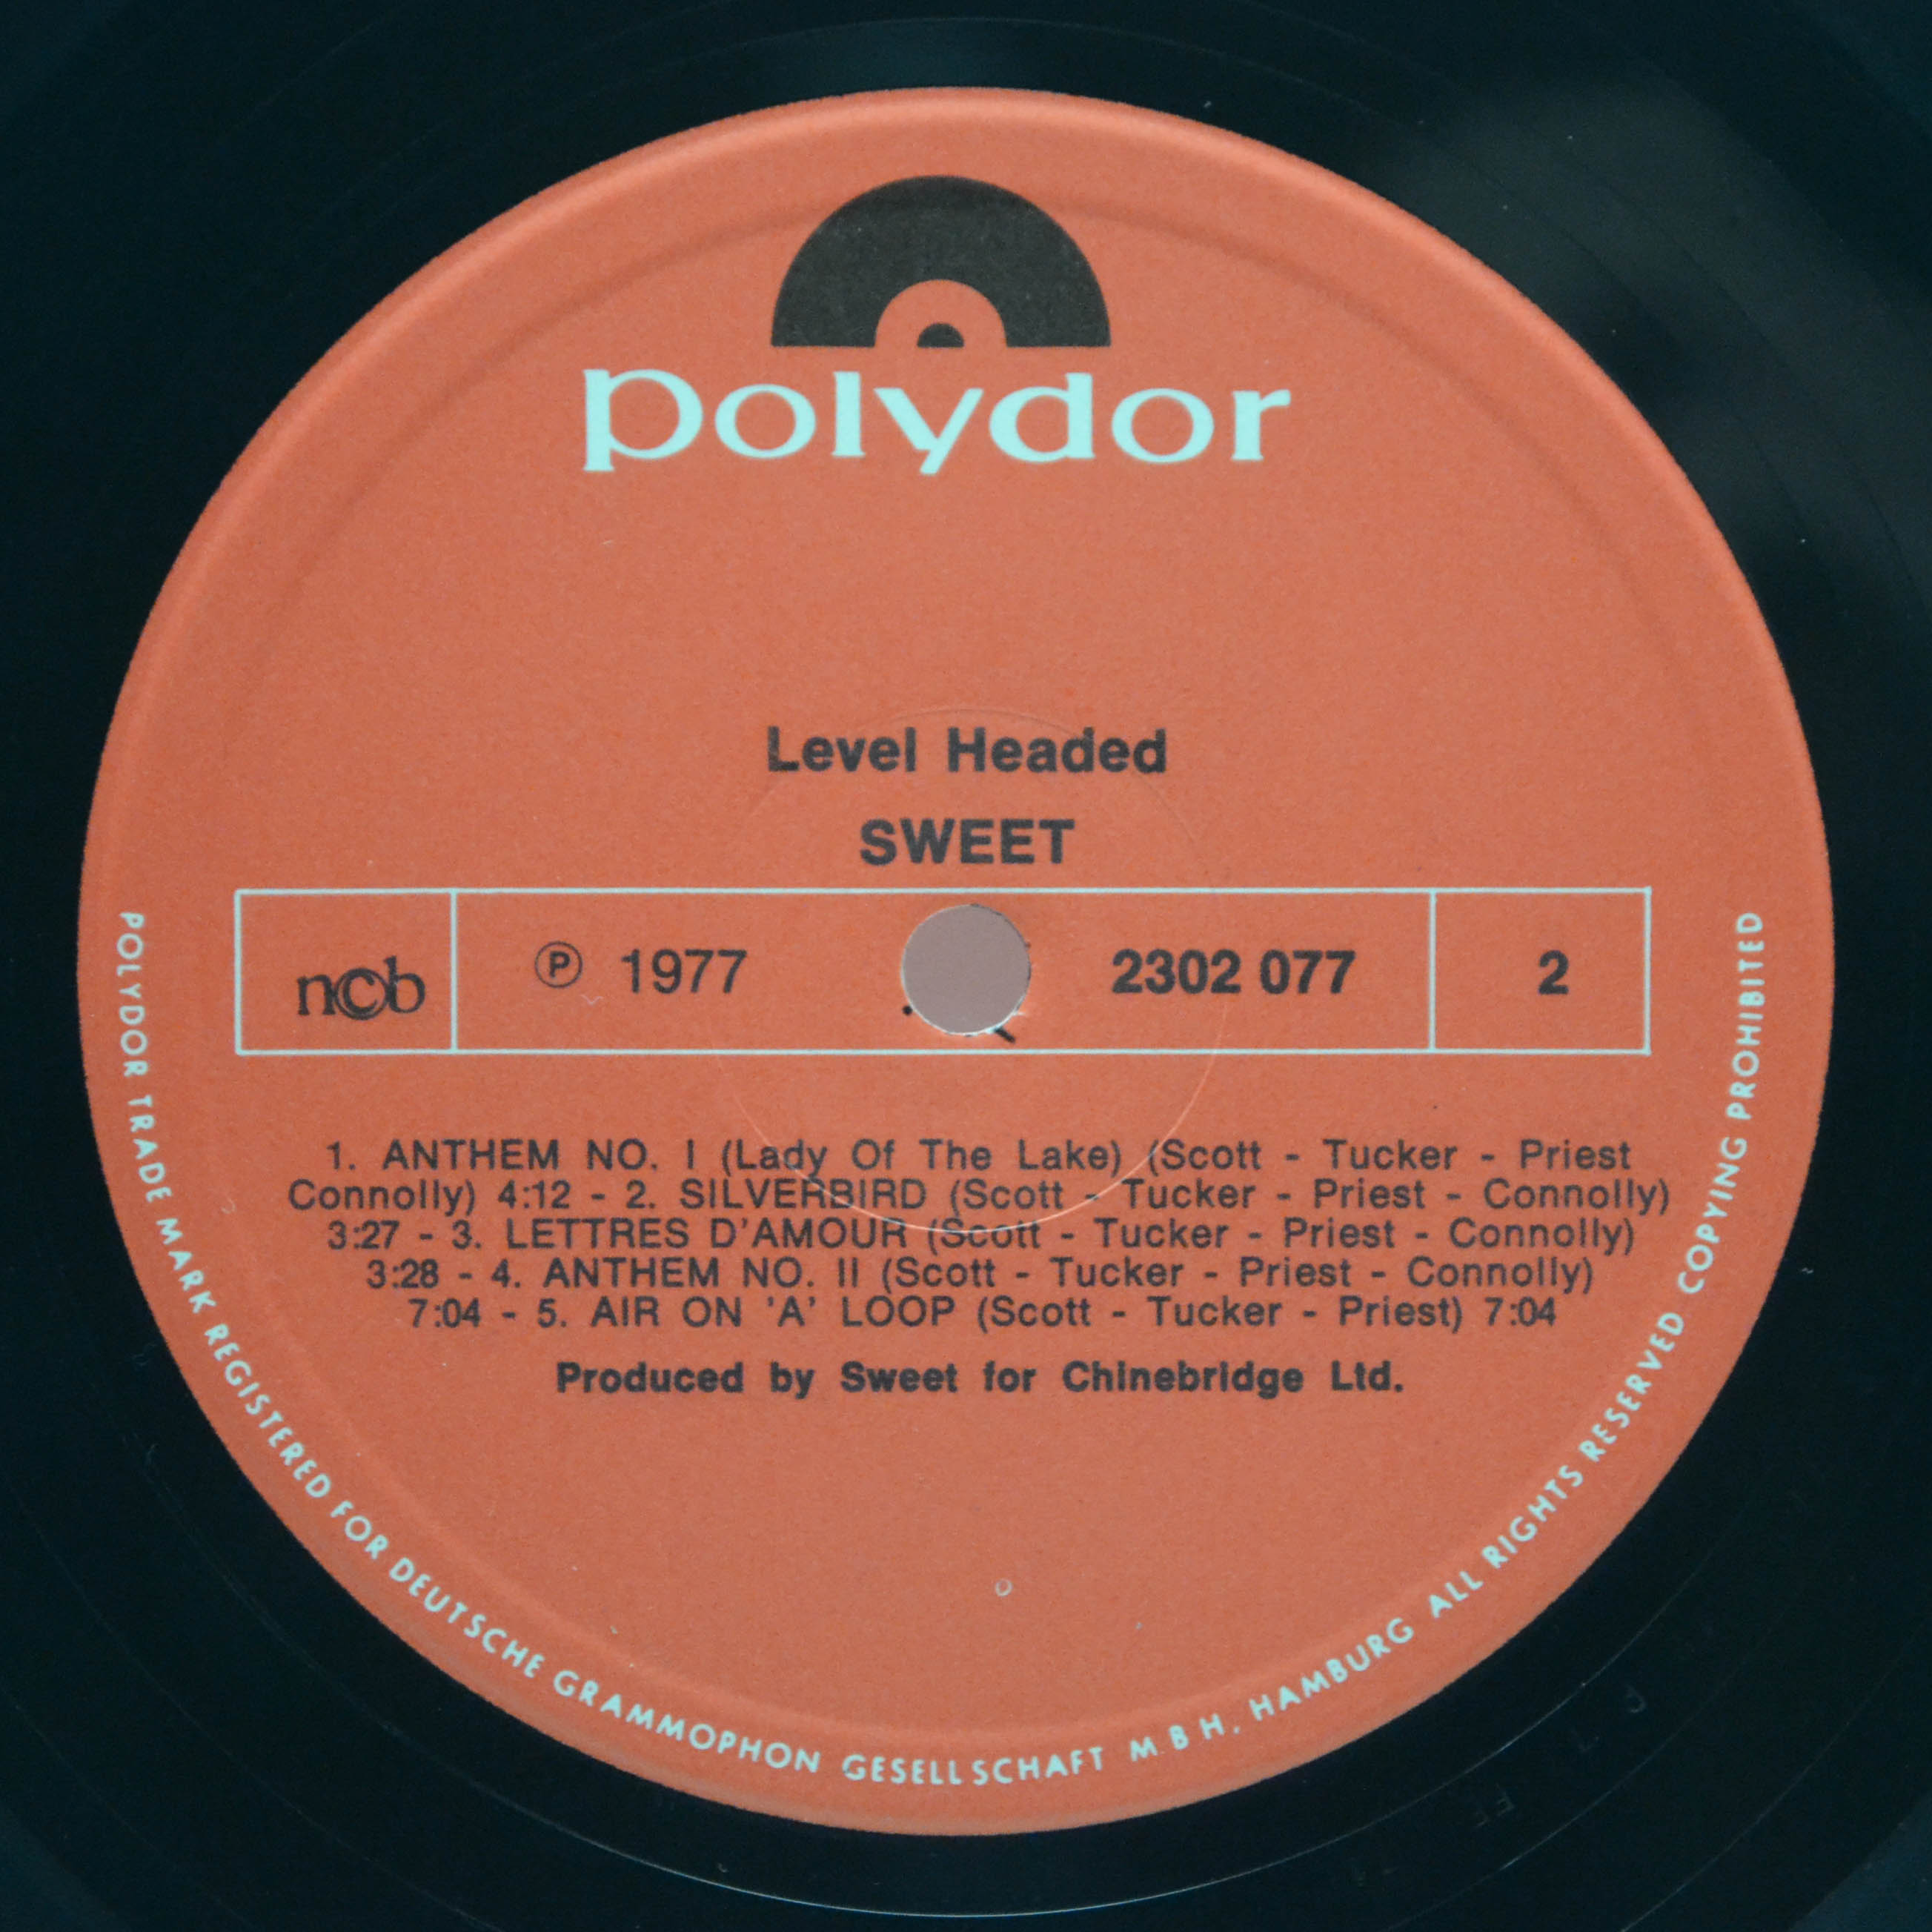 polydor
Level Headed
SWEET
ncb
Ⓟ 1977
2302 077
2
1. ANTHEM NO. I (Lady Of The Lake) (Scott - Tucker - Priest
Connolly) 4:12 - 2. SILVERBIRD (Scott - Tucker - Priest - Connolly)
3:27 - 3. LETTRES D'AMOUR (Scott - Tucker - Priest - Connolly)
3:28 - 4. ANTHEM NO. II (Scott - Tucker - Priest - Connolly)
7:04 - 5. AIR ON 'A' LOOP (Scott - Tucker - Priest) 7:04
Produced by Sweet for Chinebridge Ltd.
POLYDOR TRADE MARK REGISTERED FOR DEUTSCHE GRAMMOPHON GESELLSCHAFT M.B.H, HAMBURG ALL RIGHTS RESERVED COPYING PROHIBITED